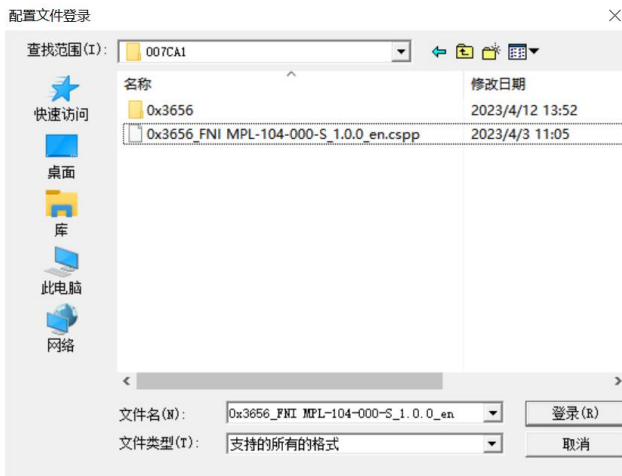 配置文件登录
查找范围(I): 007CA1
名称 修改日期
0x3656 2023/4/12 13:52
0x3656_FNI MPL-104-000-S_1.0.0_en.cspp 2023/4/3 11:05
快速访问
桌面
库
此电脑
网络
文件名(N): 0x3656_FNI MPL-104-000-S_1.0.0_en 登录(R)
文件类型(T): 支持的所有的格式 取消